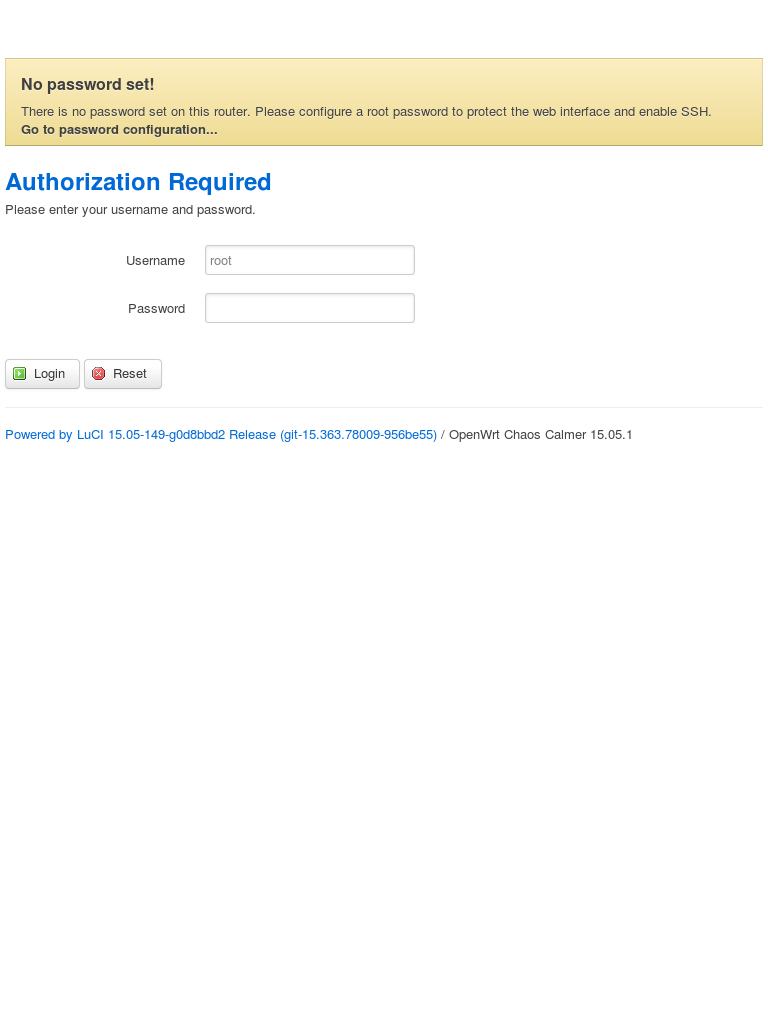 No password set!
There is no password set on this router. Please configure a root password to protect the web interface and enable SSH.
Go to password configuration...
Authorization Required
Please enter your username and password.
Username root
Password
Login Reset
Powered by LuCI 15.05-149-g0d8bbd2 Release (git-15.363.78009-956be55) / OpenWrt Chaos Calmer 15.05.1